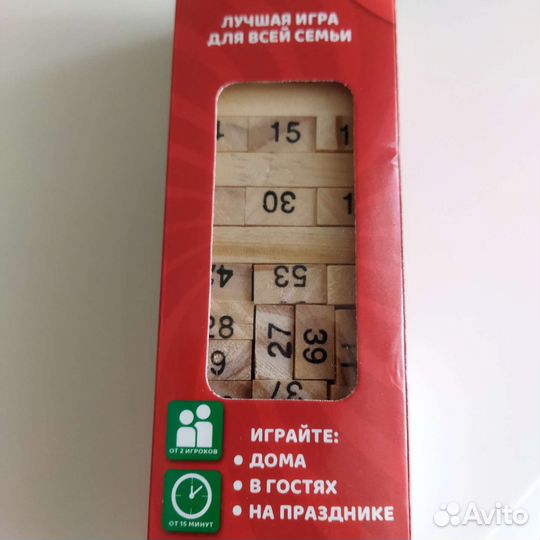 ЛУЧШАЯ ИГРА
ДЛЯ ВСЕЙ СЕМЬИ
15
30
53
28
27
39
ОТ 2 ИГРОКОВ
ОТ 15 МИНУТ
ИГРАЙТЕ:
• ДОМА
• В ГОСТЯХ
• НА ПРАЗДНИКЕ
Avito